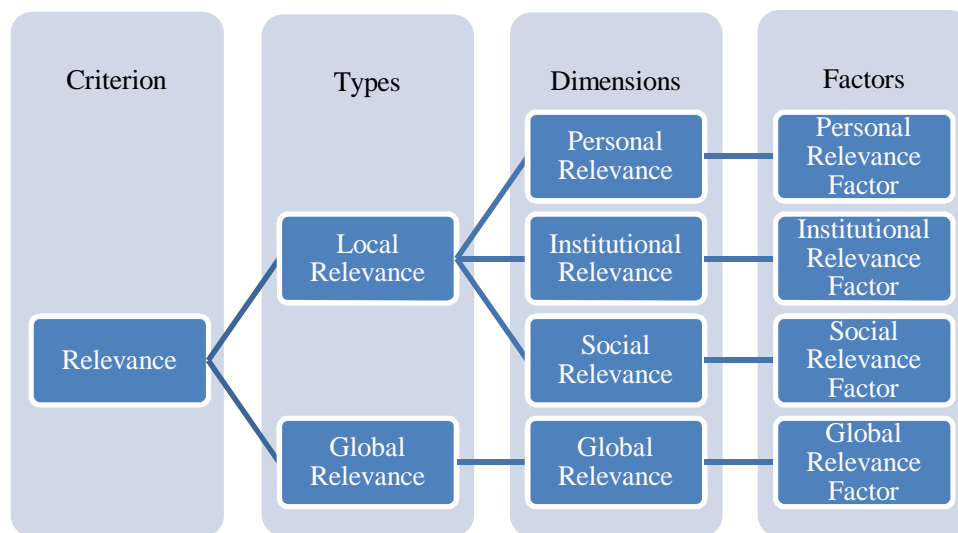 Criterion
Types
Dimensions
Factors
Relevance
Local
Relevance
Global
Relevance
Personal
Relevance
Institutional
Relevance
Social
Relevance
Global
Relevance
Personal
Relevance
Factor
Institutional
Relevance
Factor
Social
Relevance
Factor
Global
Relevance
Factor